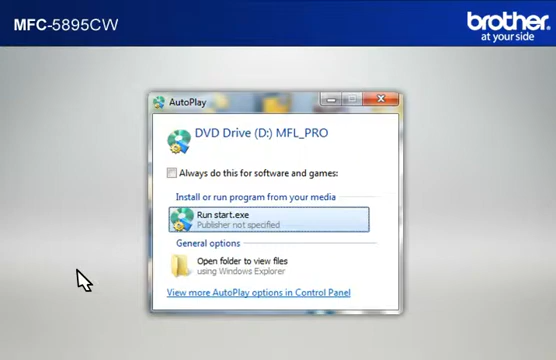 MFC-5895CW
brother
at your side
AutoPlay
DVD Drive (D:) MFL_PRO
Always do this for software and games:
Install or run program from your media
Run start.exe
Publisher not specified
General options
Open folder to view files
using Windows Explorer
View more AutoPlay options in Control Panel